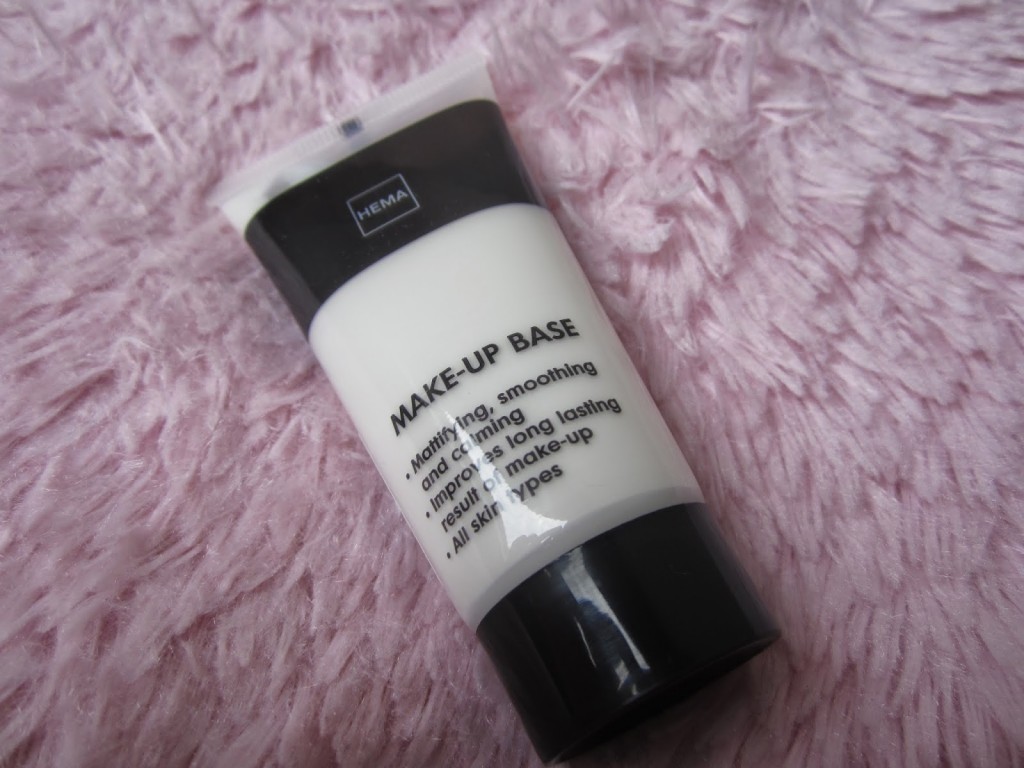 HEMA
MAKE-UP BASE
• Mattifying, smoothing
and calming
• Improves long lasting
result of make-up
• All skin types